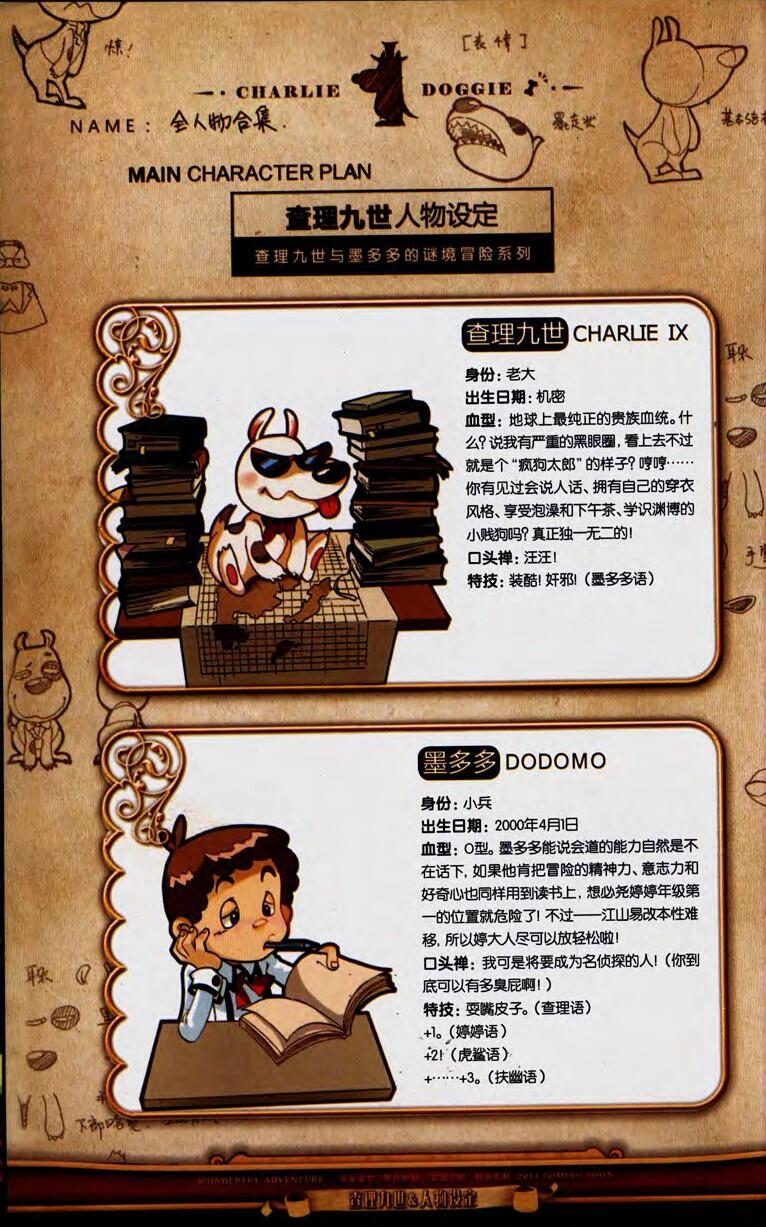 惊!
[表情]
CHARLIE DOGGIE
NAME: 全人物合集.
暴走状
MAIN CHARACTER PLAN
查理九世人物设定
查理九世与墨多多的谜境冒险系列
查理九世 CHARLIE IX
身份: 老大
出生日期: 机密
血型: 地球上最纯正的贵族血统。什
么? 说我有严重的黑眼圈, 看上去不过
就是个“疯狗太郎”的样子? 哼哼……
你有见过会说人话、拥有自己的穿衣
风格、享受泡澡和下午茶、学识渊博的
小贱狗吗? 真正独一无二的!
口头禅: 汪汪!
特技: 装酷! 奸邪! (墨多多语)
墨多多 DODOMO
身份: 小兵
出生日期: 2000年4月1日
血型: O型。墨多多能说会道的能力自然是不
在话下, 如果他肯把冒险的精神力、意志力和
好奇心也同样用到读书上, 想必尧婷婷年级第
一的位置就危险了! 不过——江山易改本性难
移, 所以婷大人尽可以放轻松啦!
口头禅: 我可是将要成为名侦探的人! (你到
底可以有多臭屁啊! )
特技: 耍嘴皮子。(查理语)
+1。(婷婷语)
+2! (虎鲨语)
+……+3。(扶幽语)
WONDERFUL ADVENTURE
2011 COMING SOON
查理九世&人物设定